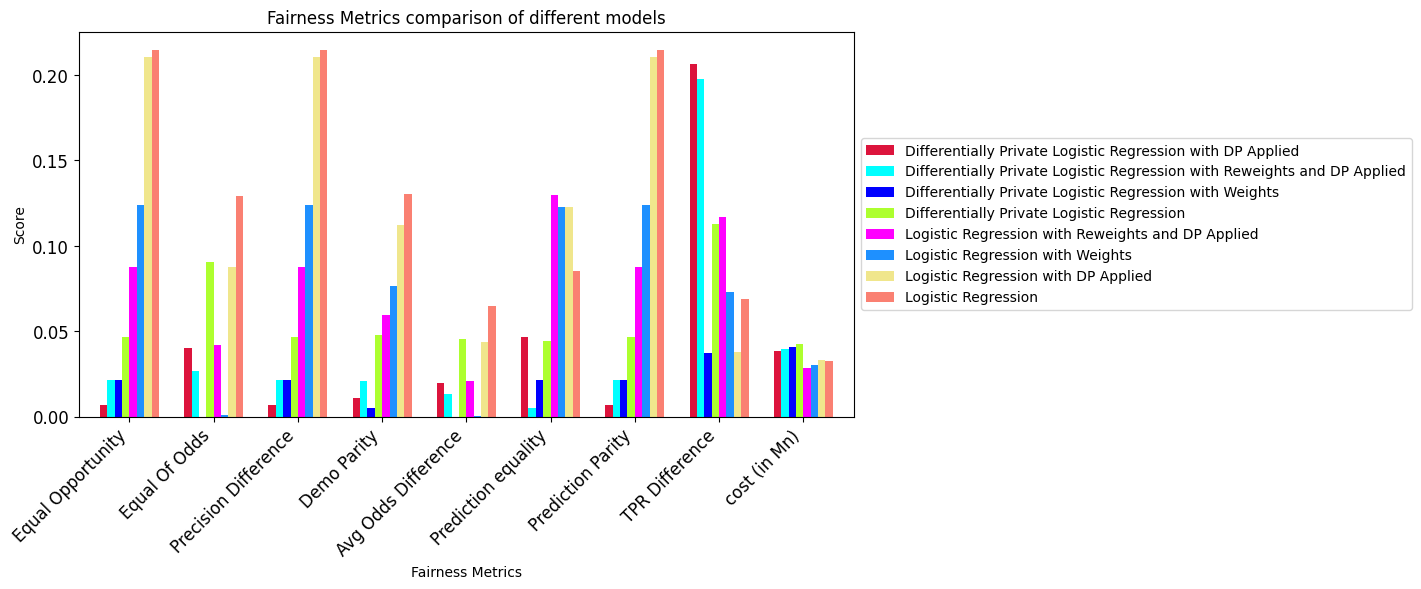 Fairness Metrics comparison of different models
Score
0.20
0.15
0.10
0.05
0.00
Equal Opportunity
Equal Of Odds
Precision Difference
Demo Parity
Avg Odds Difference
Prediction equality
Prediction Parity
TPR Difference
cost (in Mn)
Fairness Metrics
Differentially Private Logistic Regression with DP Applied
Differentially Private Logistic Regression with Reweights and DP Applied
Differentially Private Logistic Regression with Weights
Differentially Private Logistic Regression
Logistic Regression with Reweights and DP Applied
Logistic Regression with Weights
Logistic Regression with DP Applied
Logistic Regression